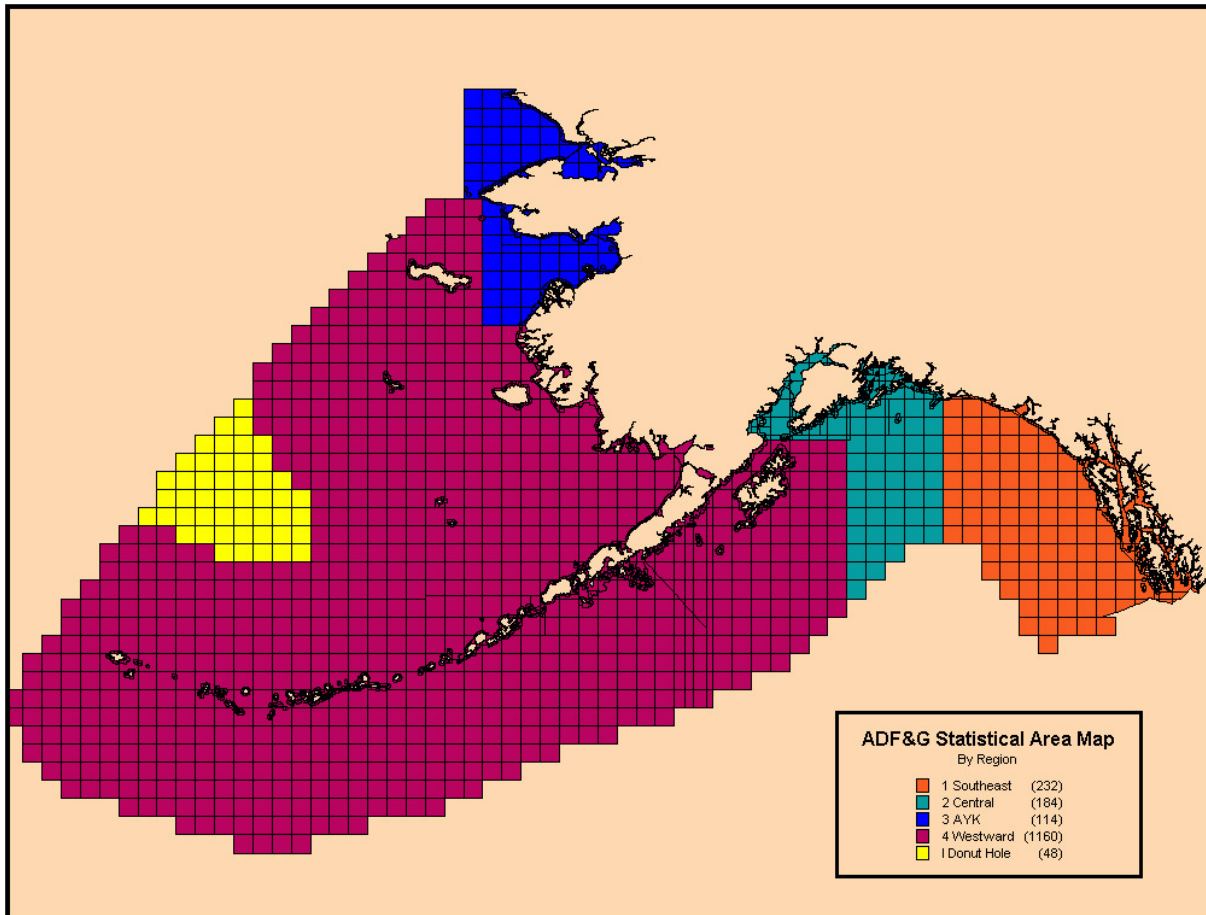 ADF&G Statistical Area Map
By Region
1 Southeast (232)
2 Central (184)
3 AYK (114)
4 Westward (1160)
I Donut Hole (48)